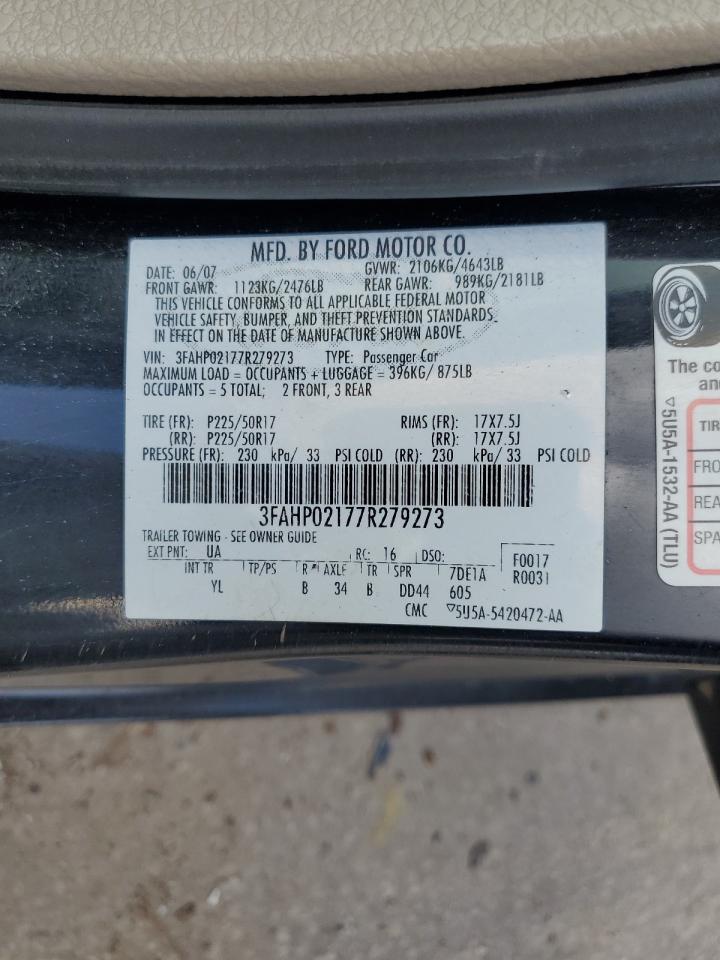 MFD. BY FORD MOTOR CO.
DATE: 06/07 GVWR: 2106KG/4643LB
FRONT GAWR: 1123KG/2476LB REAR GAWR: 989KG/2181LB
THIS VEHICLE CONFORMS TO ALL APPLICABLE FEDERAL MOTOR
VEHICLE SAFETY, BUMPER, AND THEFT PREVENTION STANDARDS
IN EFFECT ON THE DATE OF MANUFACTURE SHOWN ABOVE.
VIN: 3FAHP02177R279273 TYPE: Passenger Car
MAXIMUM LOAD = OCCUPANTS + LUGGAGE = 396KG/ 875LB
OCCUPANTS = 5 TOTAL; 2 FRONT, 3 REAR
TIRE (FR): P225/50R17 RIMS (FR): 17X7.5J
(RR): P225/50R17 (RR): 17X7.5J
PRESSURE (FR): 230 kPa/ 33 PSI COLD (RR): 230 kPa/ 33 PSI COLD
3FAHP02177R279273
TRAILER TOWING - SEE OWNER GUIDE
EXT PNT: UA RC: 16 DSO: F0017
INT TR TP/PS R AXLE TR SPR 7DE1A R0031
YL B 34 B DD44 605
CMC ▽5U5A-5420472-AA
The co
an
TIR
FRO
REA
SPA
▽5U5A-1532-AA (TLU)